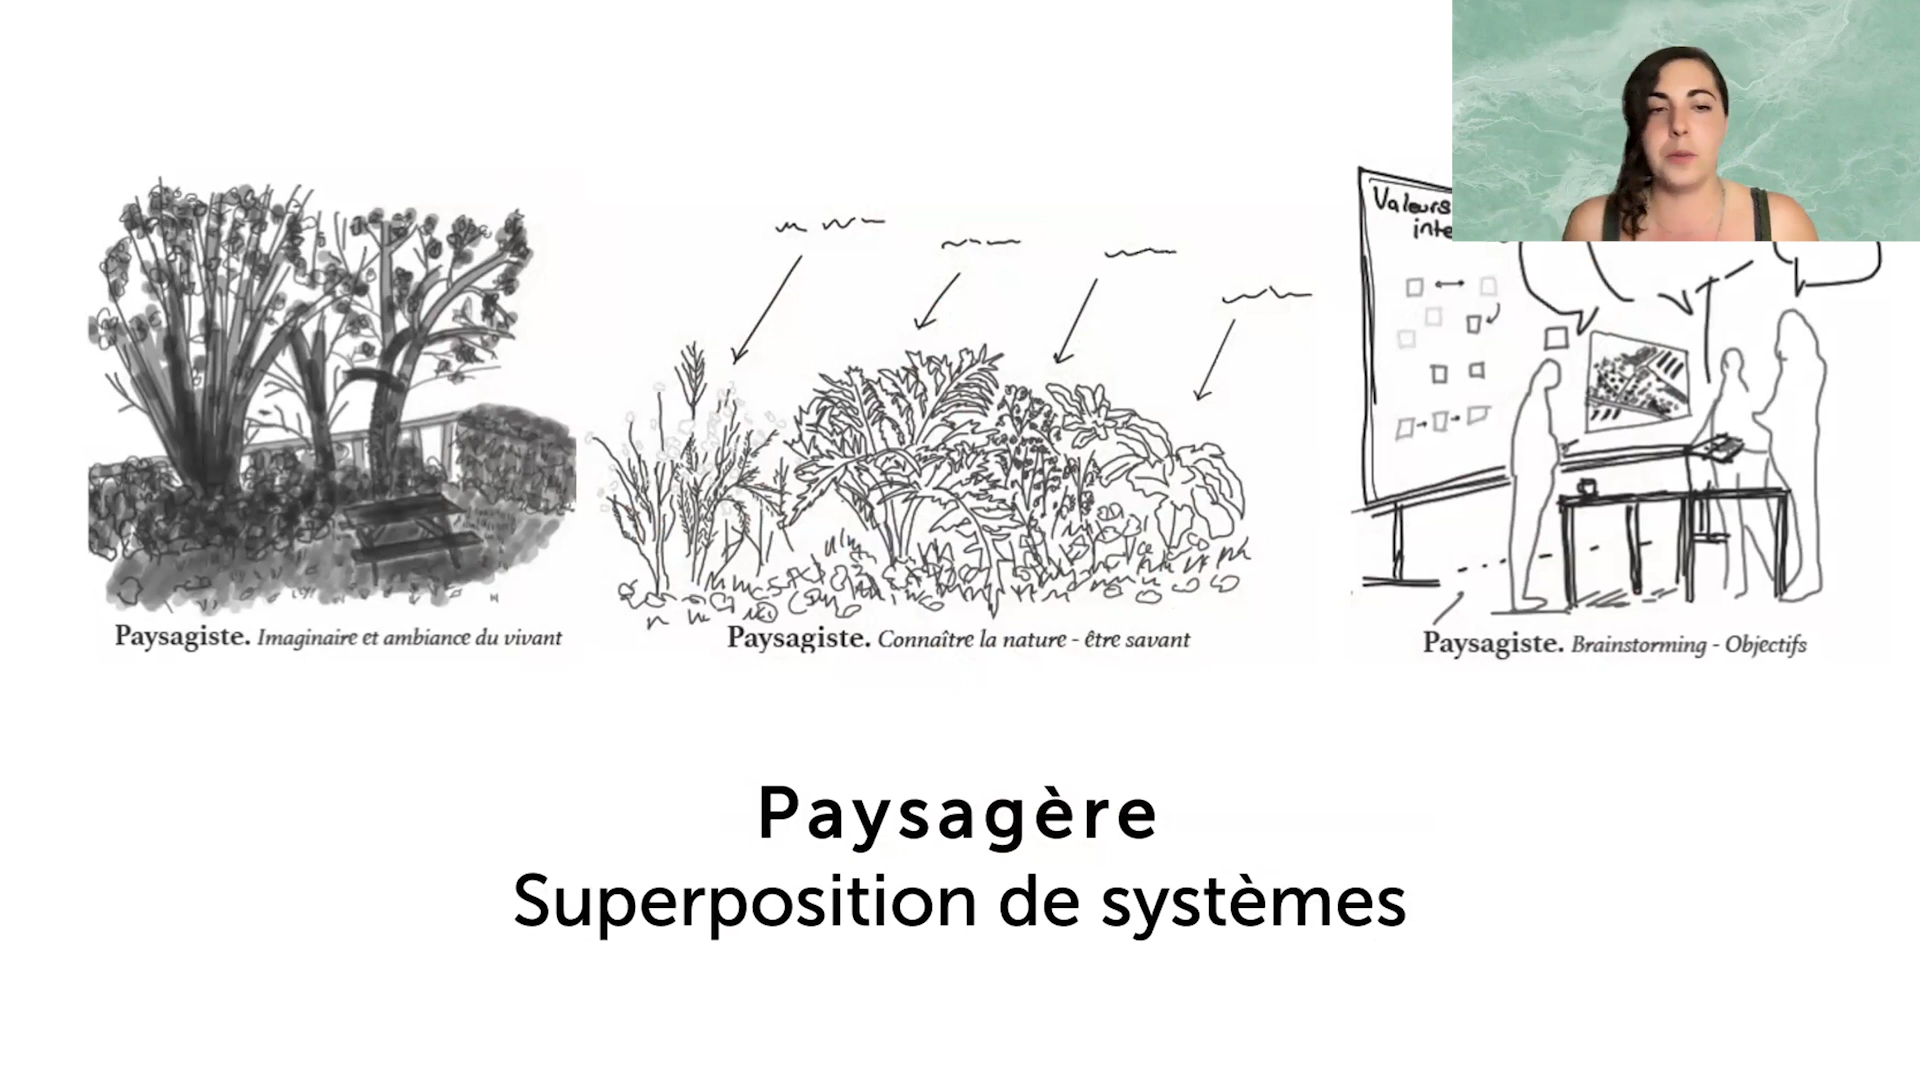 Valeurs
inte
Paysagiste. Imaginaire et ambiance du vivant
Paysagiste. Connaître la nature - être savant
Paysagiste. Brainstorming - Objectifs
Paysagère
Superposition de systèmes